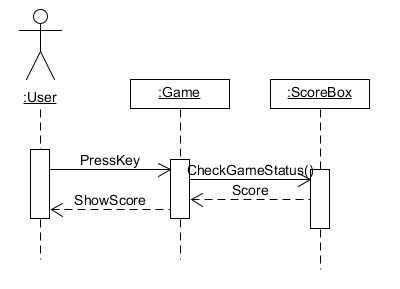 :User
:Game
:ScoreBox
PressKey
CheckGameStatus()
Score
ShowScore